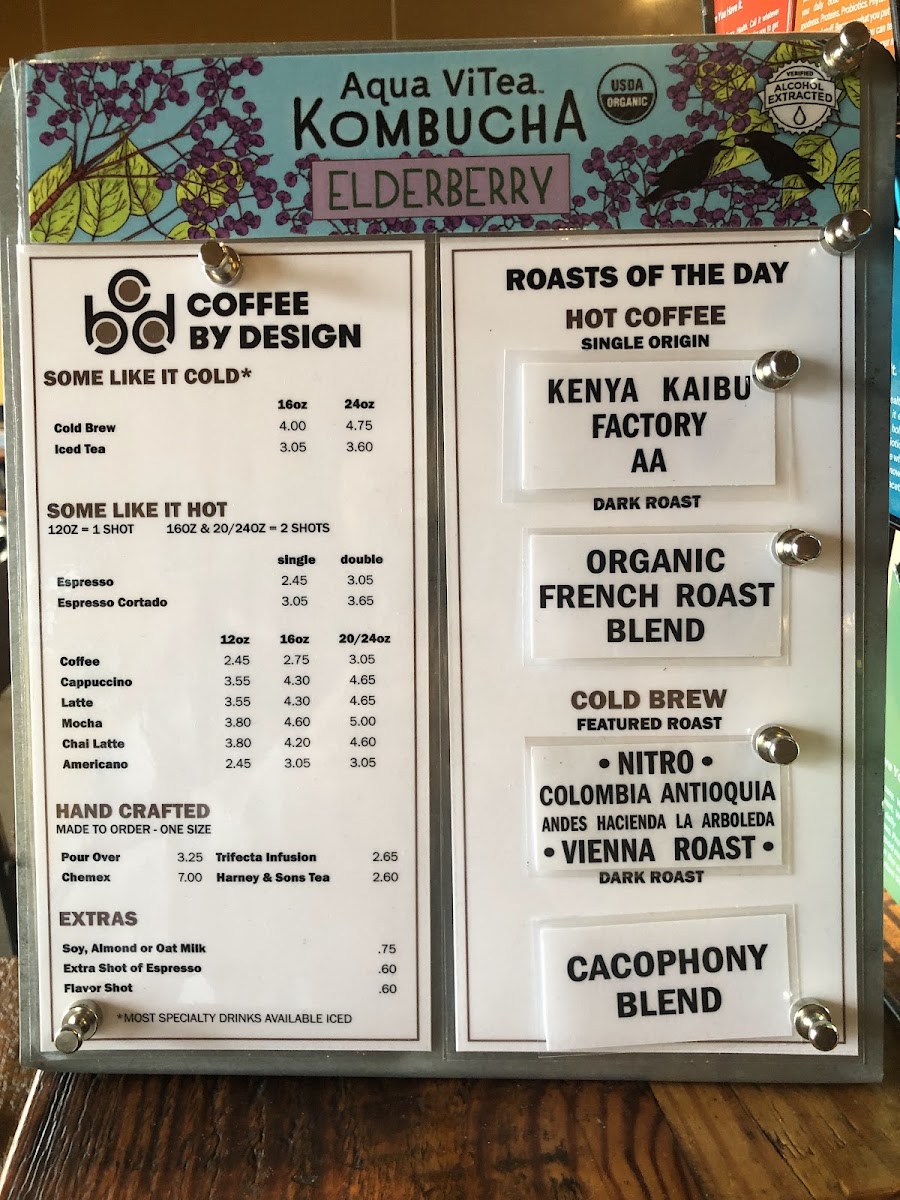 Aqua ViTea™
KOMBUCHA
ELDERBERRY
USDA
ORGANIC
VERIFIED
ALCOHOL
EXTRACTED
bcd COFFEE
BY DESIGN
SOME LIKE IT COLD*
16oz 24oz
Cold Brew 4.00 4.75
Iced Tea 3.05 3.60
SOME LIKE IT HOT
12OZ = 1 SHOT 16OZ & 20/24OZ = 2 SHOTS
single double
Espresso 2.45 3.05
Espresso Cortado 3.05 3.65
12oz 16oz 20/24oz
Coffee 2.45 2.75 3.05
Cappuccino 3.55 4.30 4.65
Latte 3.55 4.30 4.65
Mocha 3.80 4.60 5.00
Chai Latte 3.80 4.20 4.60
Americano 2.45 3.05 3.05
HAND CRAFTED
MADE TO ORDER - ONE SIZE
Pour Over 3.25 Trifecta Infusion 2.65
Chemex 7.00 Harney & Sons Tea 2.60
EXTRAS
Soy, Almond or Oat Milk .75
Extra Shot of Espresso .60
Flavor Shot .60
*MOST SPECIALTY DRINKS AVAILABLE ICED
ROASTS OF THE DAY
HOT COFFEE
SINGLE ORIGIN
KENYA KAIBU
FACTORY
AA
DARK ROAST
ORGANIC
FRENCH ROAST
BLEND
COLD BREW
FEATURED ROAST
• NITRO •
COLOMBIA ANTIOQUIA
ANDES HACIENDA LA ARBOLEDA
• VIENNA ROAST •
DARK ROAST
CACOPHONY
BLEND